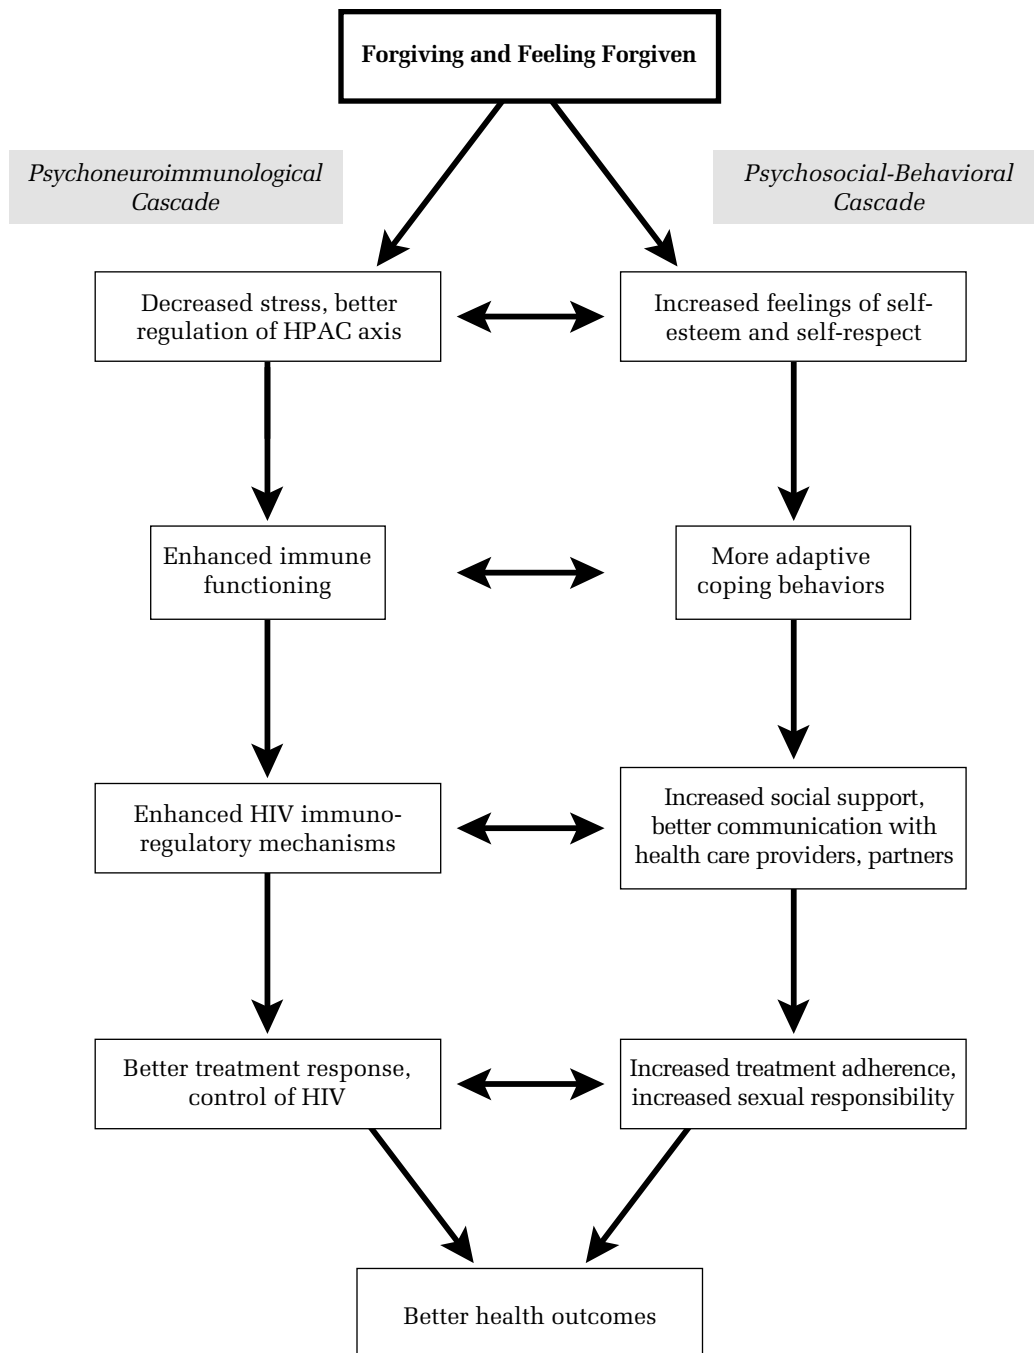 Forgiving and Feeling Forgiven
Psychoneuroimmunological
Cascade
Psychosocial-Behavioral
Cascade
Decreased stress, better
regulation of HPAC axis
Increased feelings of self-
esteem and self-respect
Enhanced immune
functioning
More adaptive
coping behaviors
Enhanced HIV immuno-
regulatory mechanisms
Increased social support,
better communication with
health care providers, partners
Better treatment response,
control of HIV
Increased treatment adherence,
increased sexual responsibility
Better health outcomes